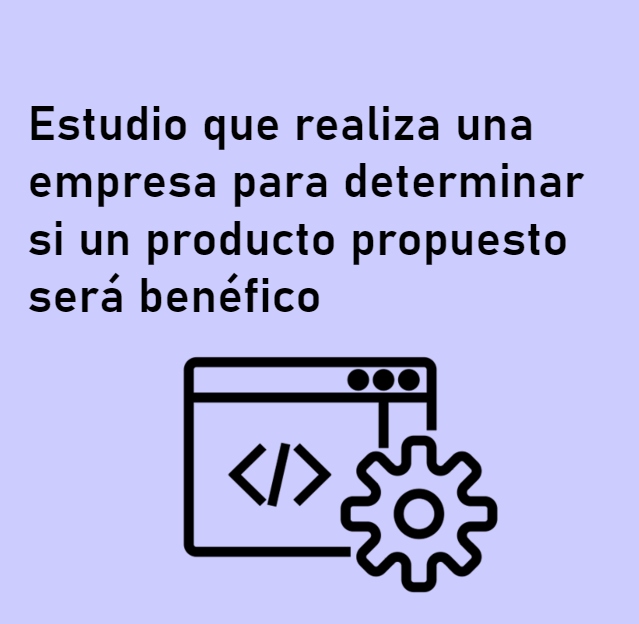 Estudio que realiza una
empresa para determinar
si un producto propuesto
será benéfico
</>